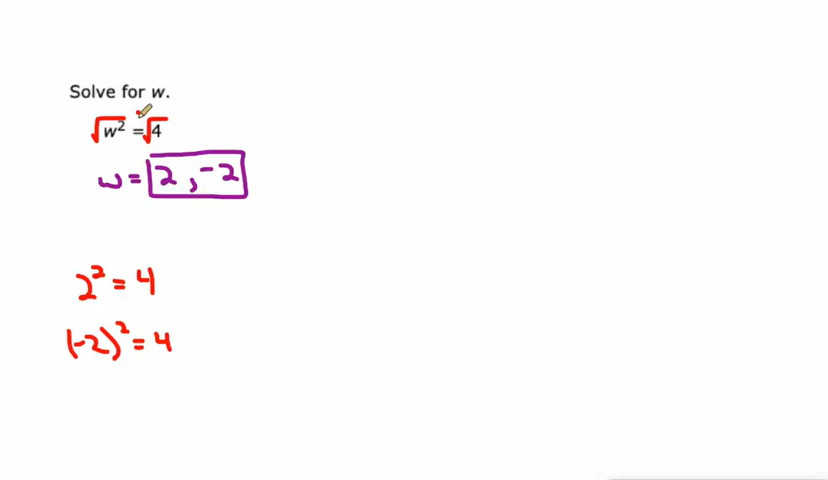 Solve for w.
√w² = √4
w = 2, -2
2² = 4
(-2)² = 4